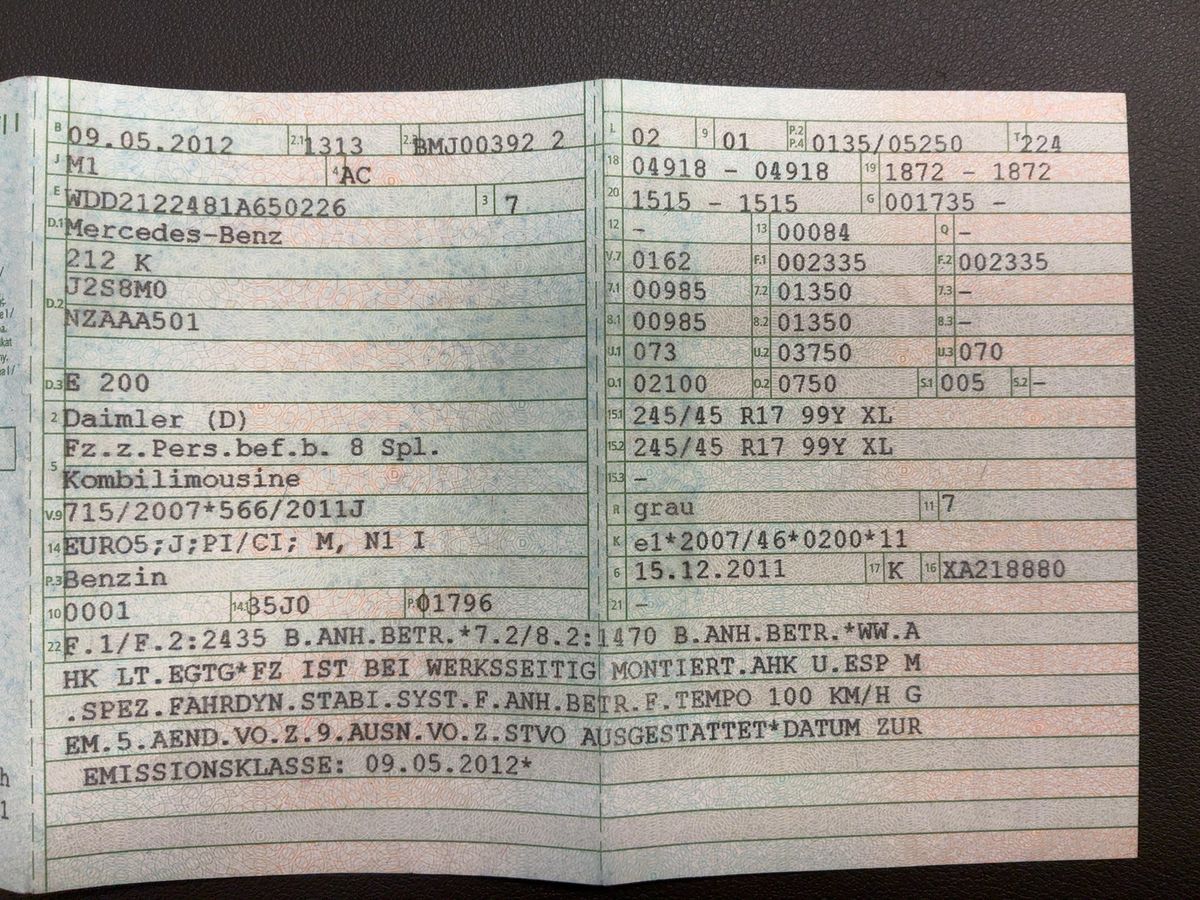 B 09.05.2012 2.1 1313 2.2 BMJ00392 2
J M1 4 AC
E WDD2122481A650226 3 7
D.1 Mercedes-Benz
212 K
D.2 J2S8M0
NZAAA501
D.3 E 200
2 Daimler (D)
5 Fz.z.Pers.bef.b. 8 Spl.
Kombilimousine
V.9 715/2007*566/2011J
14 EURO5;J;PI/CI; M, N1 I
P.3 Benzin
10 0001 14.1 35J0 P.1 01796
L 02 9 01 P.2 P.4 0135/05250 T 224
18 04918 - 04918 19 1872 - 1872
20 1515 - 1515 G 001735 -
12 - 13 00084 Q -
V.7 0162 F.1 002335 F.2 002335
7.1 00985 7.2 01350 7.3 -
8.1 00985 8.2 01350 8.3 -
U.1 073 U.2 03750 U.3 070
O.1 02100 O.2 0750 S.1 005 S.2 -
15.1 245/45 R17 99Y XL
15.2 245/45 R17 99Y XL
15.3 -
R grau 11 7
K e1*2007/46*0200*11
6 15.12.2011 17 K 16 XA218880
21 -
22 F.1/F.2:2435 B.ANH.BETR.*7.2/8.2:1470 B.ANH.BETR.*WW.A
HK LT.EGTG*FZ IST BEI WERKSSEITIG MONTIERT.AHK U.ESP M
.SPEZ.FAHRDYN.STABI.SYST.F.ANH.BETR.F.TEMPO 100 KM/H G
EM.5.AEND.VO.Z.9.AUSN.VO.Z.STVO AUSGESTATTET*DATUM ZUR
EMISSIONSKLASSE: 09.05.2012*